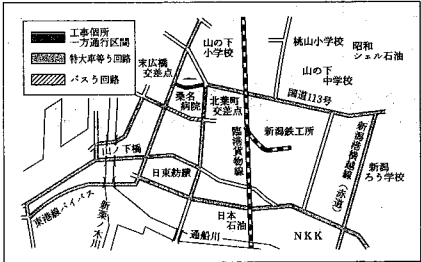 工事個所
一方通行区間
特大車等う回路
バスう回路
末広橋
交差点
山の下
小学校
桃山小学校
昭和
シェル石油
山の下
中学校
国道113号
桑名
病院
北葉町
交差点
臨港貨物線
新潟鉄工所
新潟港横越線(赤道)
新潟
ろう学校
山ノ下橋
日東紡績
東港線バイパス
新栗ノ木川
通船川
日本
石油
NKK